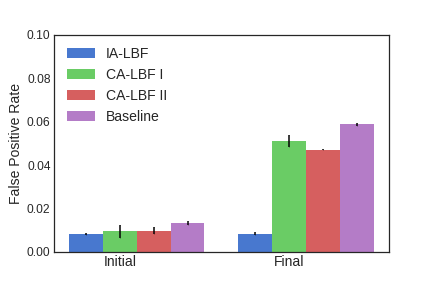 0.10
0.08
0.06
0.04
0.02
0.00
False Positive Rate
IA-LBF
CA-LBF I
CA-LBF II
Baseline
Initial
Final